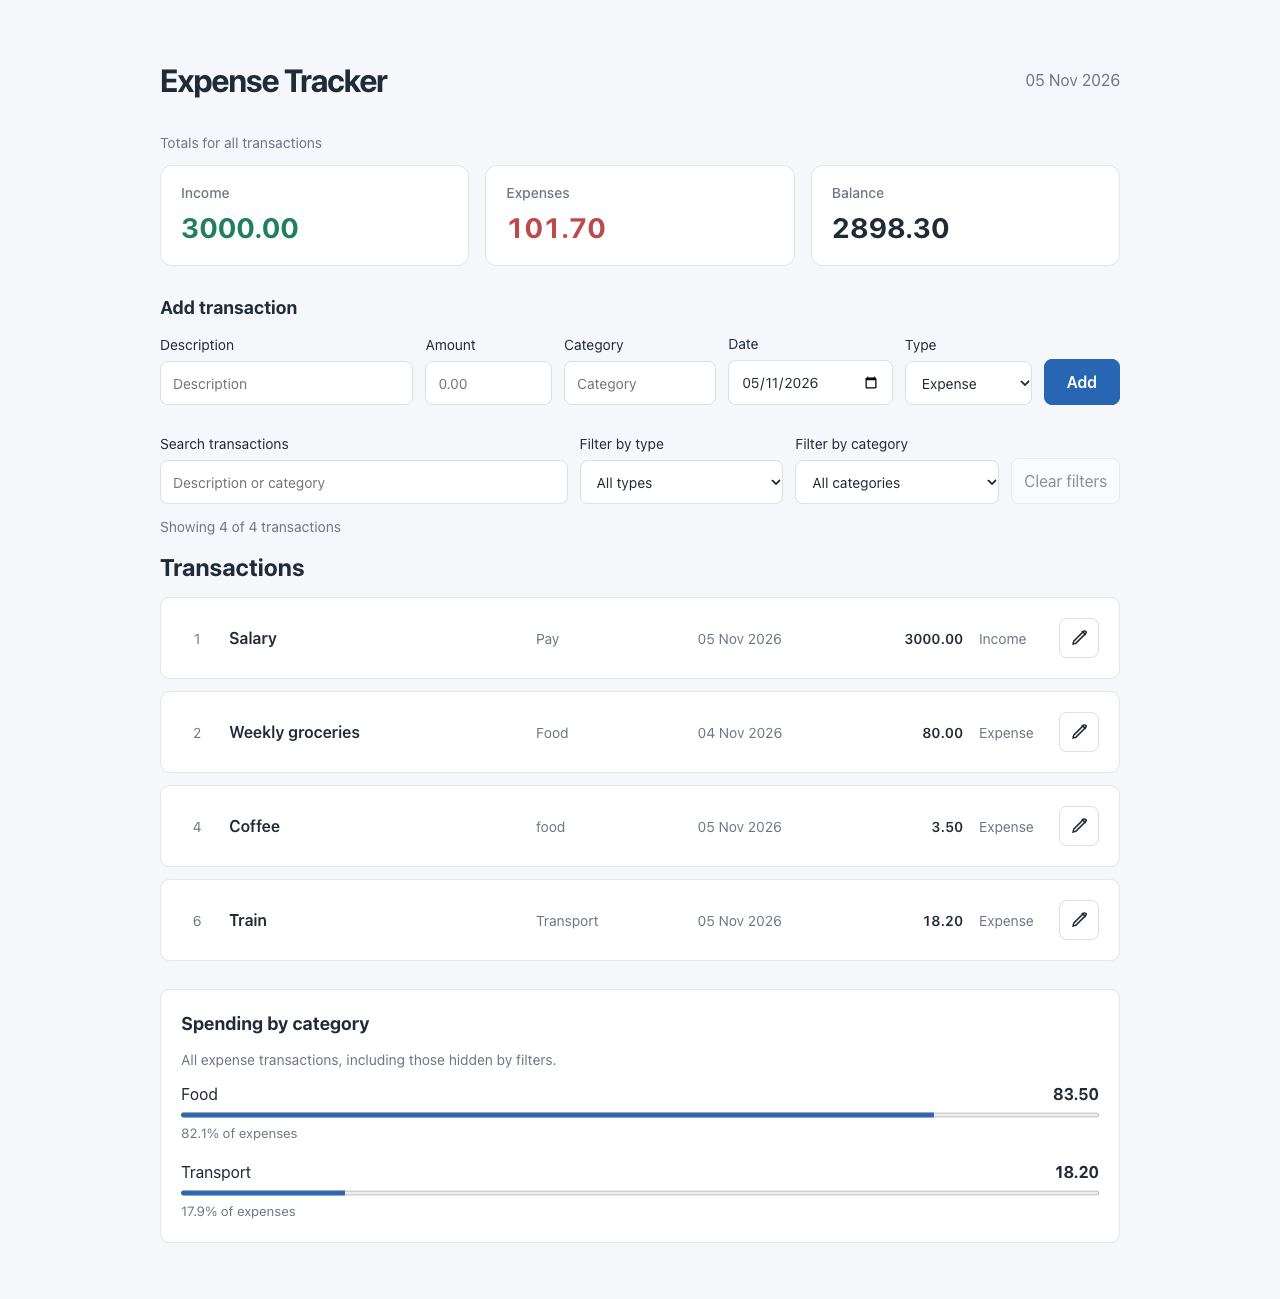 Expense Tracker
05 Nov 2026
Totals for all transactions
Income
3000.00
Expenses
101.70
Balance
2898.30
Add transaction
Description
Description
Amount
0.00
Category
Category
Date
05/11/2026
Type
Expense
Add
Search transactions
Description or category
Filter by type
All types
Filter by category
All categories
Clear filters
Showing 4 of 4 transactions
Transactions
1 Salary Pay 05 Nov 2026 3000.00 Income
2 Weekly groceries Food 04 Nov 2026 80.00 Expense
4 Coffee food 05 Nov 2026 3.50 Expense
6 Train Transport 05 Nov 2026 18.20 Expense
Spending by category
All expense transactions, including those hidden by filters.
Food 83.50
82.1% of expenses
Transport 18.20
17.9% of expenses